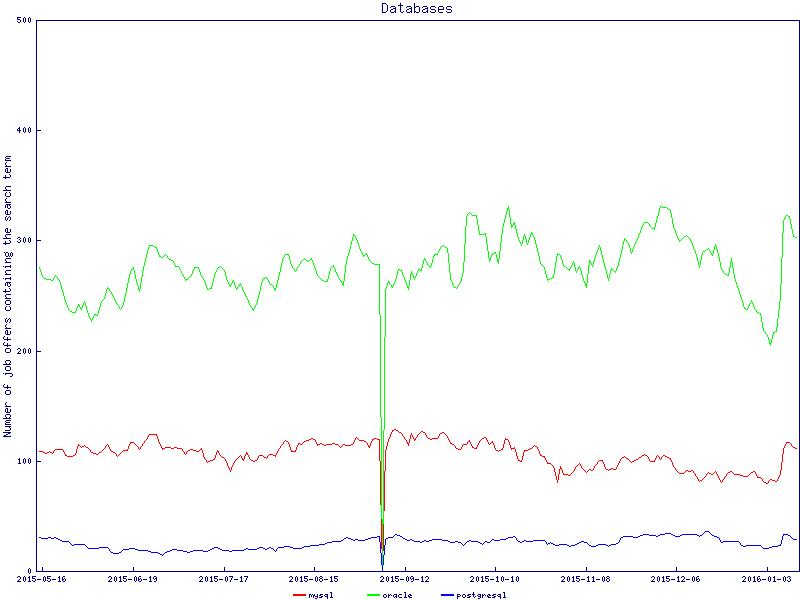 Databases
Number of job offers containing the search term
500
400
300
200
100
0
2015-05-16 2015-06-19 2015-07-17 2015-08-15 2015-09-12 2015-10-10 2015-11-08 2015-12-06 2016-01-03
mysql oracle postgresql